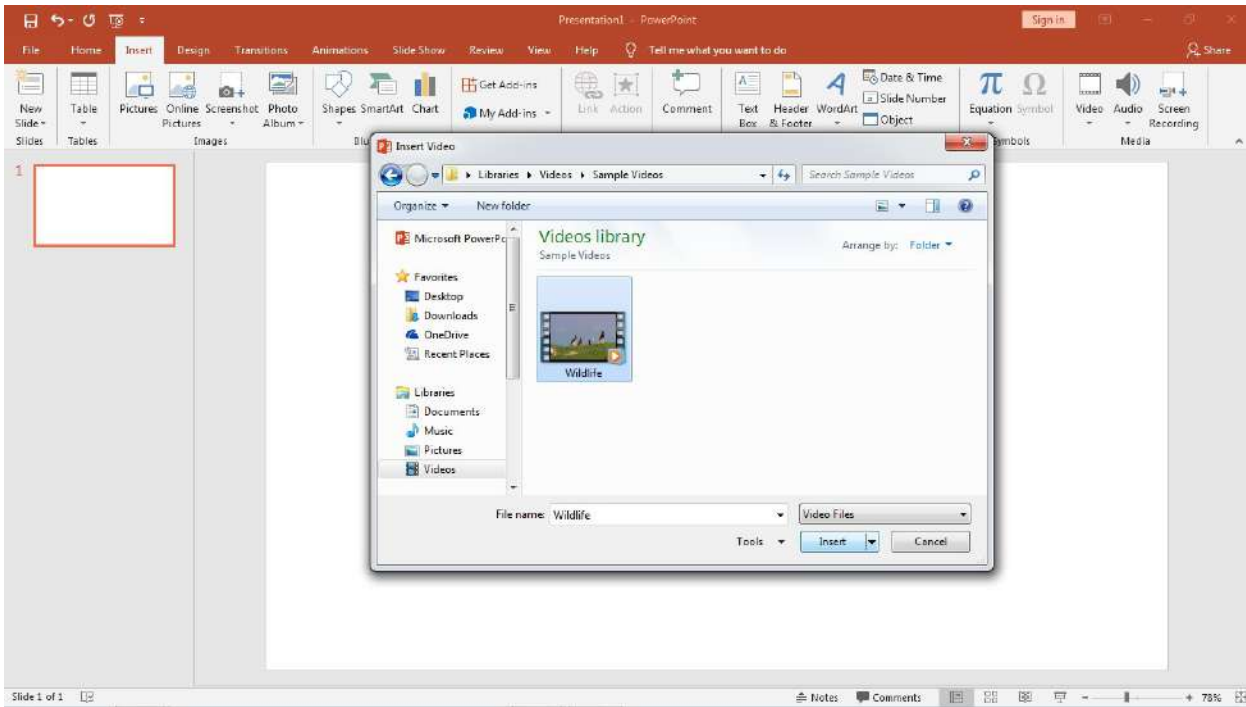 Presentation1 - PowerPoint
Sign in
File Home Insert Design Transitions Animations Slide Show Review View Help Tell me what you want to do
Share
New Slide
Table
Pictures
Online Pictures
Screenshot
Photo Album
Shapes
SmartArt
Chart
Get Add-ins
My Add-ins
Link
Action
Comment
Text Box
Header & Footer
WordArt
Date & Time
Slide Number
Object
Equation
Symbol
Video
Audio
Screen Recording
Slides
Tables
Images
Illu
Symbols
Media
1
Insert Video
Libraries Videos Sample Videos
Search Sample Videos
Organize New folder
Microsoft PowerPo
Favorites
Desktop
Downloads
OneDrive
Recent Places
Libraries
Documents
Music
Pictures
Videos
Videos library
Sample Videos
Arrange by: Folder
Wildlife
File name: Wildlife
Video Files
Tools Insert Cancel
Slide 1 of 1
Notes Comments 78%